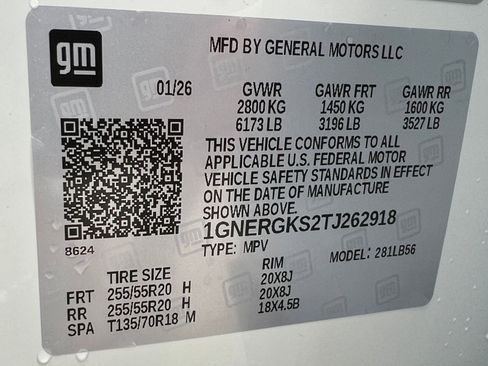 gm
MFD BY GENERAL MOTORS LLC
01/26 GVWR GAWR FRT GAWR RR
2800 KG 1450 KG 1600 KG
6173 LB 3196 LB 3527 LB
THIS VEHICLE CONFORMS TO ALL
APPLICABLE U.S. FEDERAL MOTOR
VEHICLE SAFETY STANDARDS IN EFFECT
ON THE DATE OF MANUFACTURE
SHOWN ABOVE.
1GNERGKS2TJ262918
8624 TYPE: MPV MODEL: 281LB56
TIRE SIZE RIM
FRT 255/55R20 H 20X8J
RR 255/55R20 H 20X8J
SPA T135/70R18 M 18X4.5B